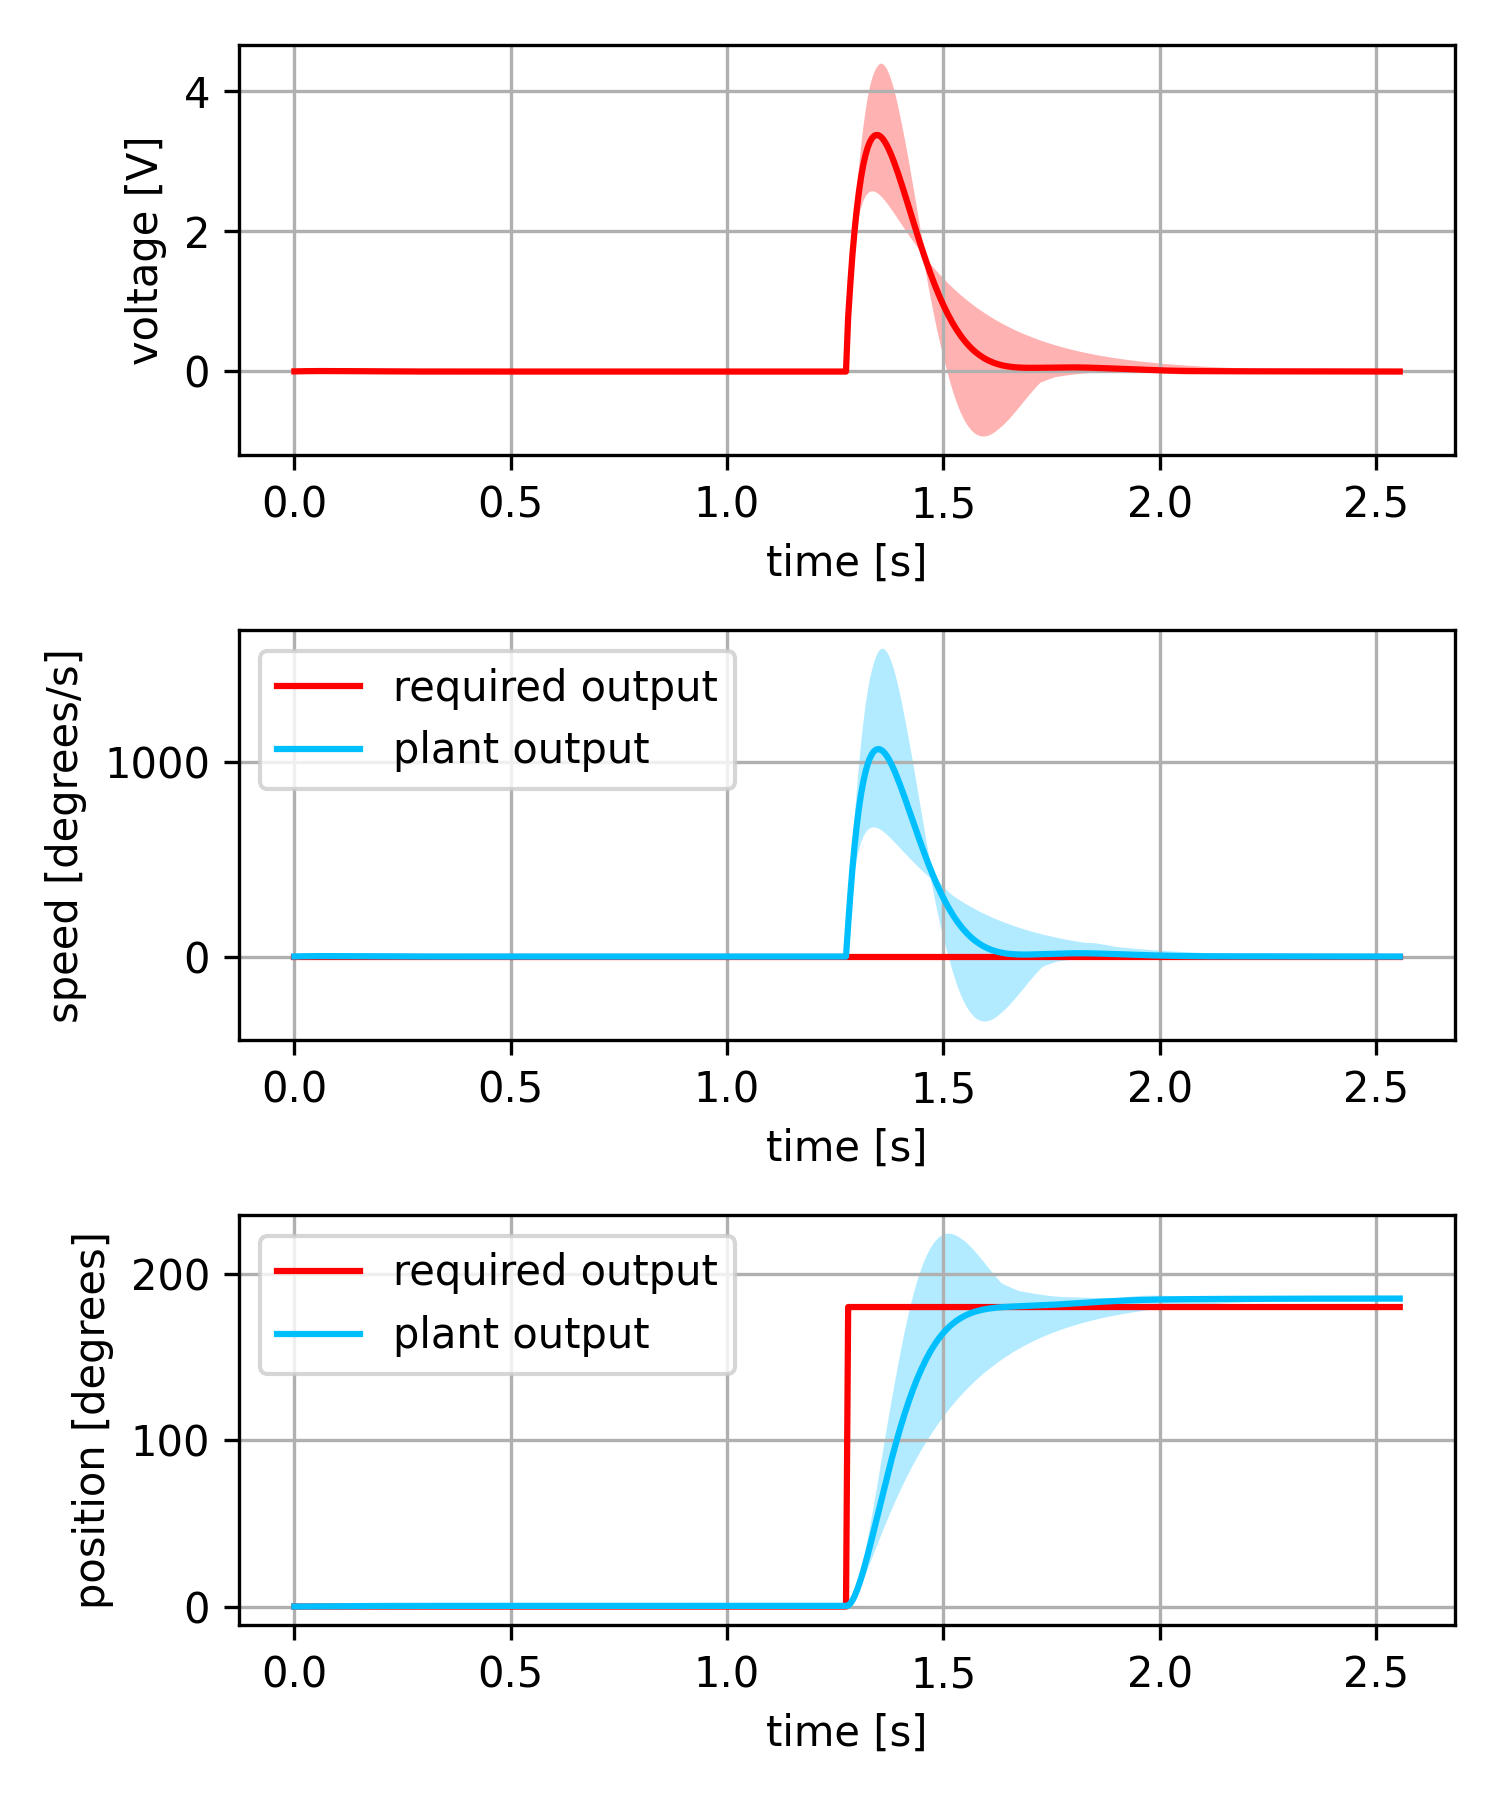 4
2
0
voltage [V]
0.0 0.5 1.0 1.5 2.0 2.5
time [s]
required output
plant output
1000
0
speed [degrees/s]
0.0 0.5 1.0 1.5 2.0 2.5
time [s]
required output
plant output
200
100
0
position [degrees]
0.0 0.5 1.0 1.5 2.0 2.5
time [s]